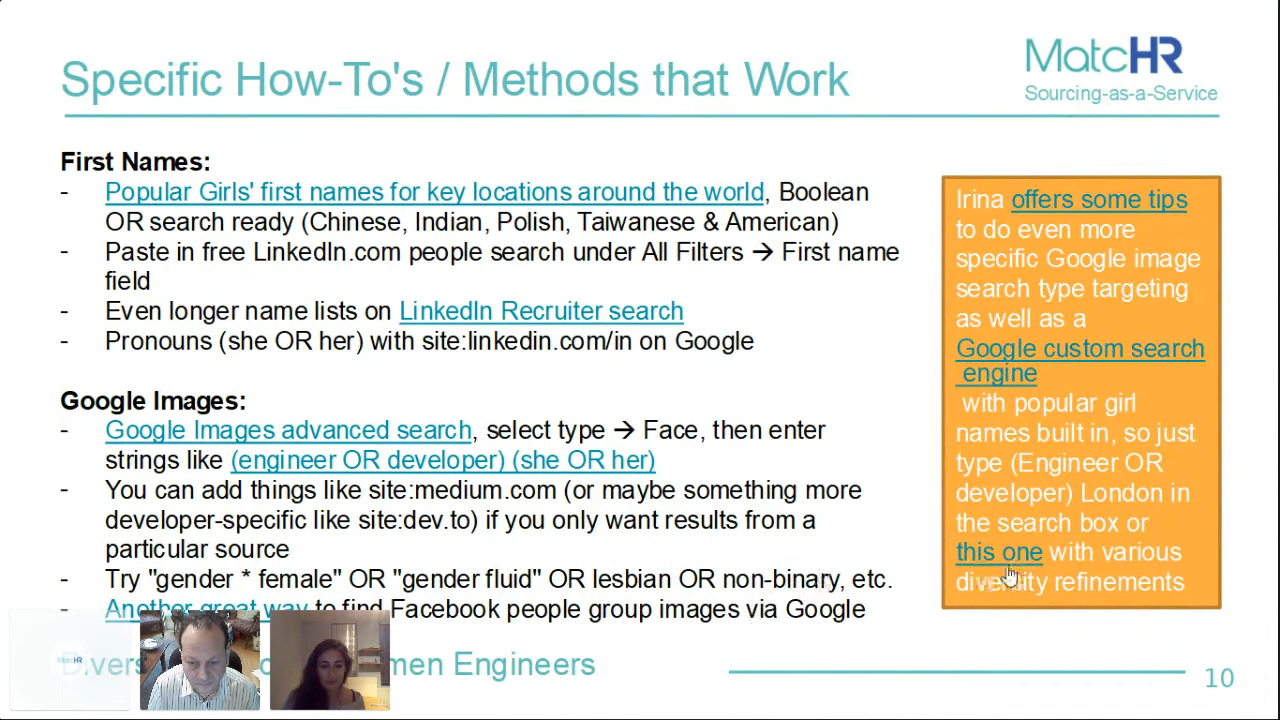 Specific How-To's / Methods that Work
MatcHR
Sourcing-as-a-Service
First Names:
- Popular Girls' first names for key locations around the world, Boolean
OR search ready (Chinese, Indian, Polish, Taiwanese & American)
- Paste in free LinkedIn.com people search under All Filters → First name
field
- Even longer name lists on LinkedIn Recruiter search
- Pronouns (she OR her) with site:linkedin.com/in on Google
Google Images:
- Google Images advanced search, select type → Face, then enter
strings like (engineer OR developer) (she OR her)
- You can add things like site:medium.com (or maybe something more
developer-specific like site:dev.to) if you only want results from a
particular source
- Try "gender * female" OR "gender fluid" OR lesbian OR non-binary, etc.
- Another great way to find Facebook people group images via Google
Irina offers some tips
to do even more
specific Google image
search type targeting
as well as a
Google custom search
engine
with popular girl
names built in, so just
type (Engineer OR
developer) London in
the search box or
this one with various
diversity refinements
MatcHR
Engineers
10